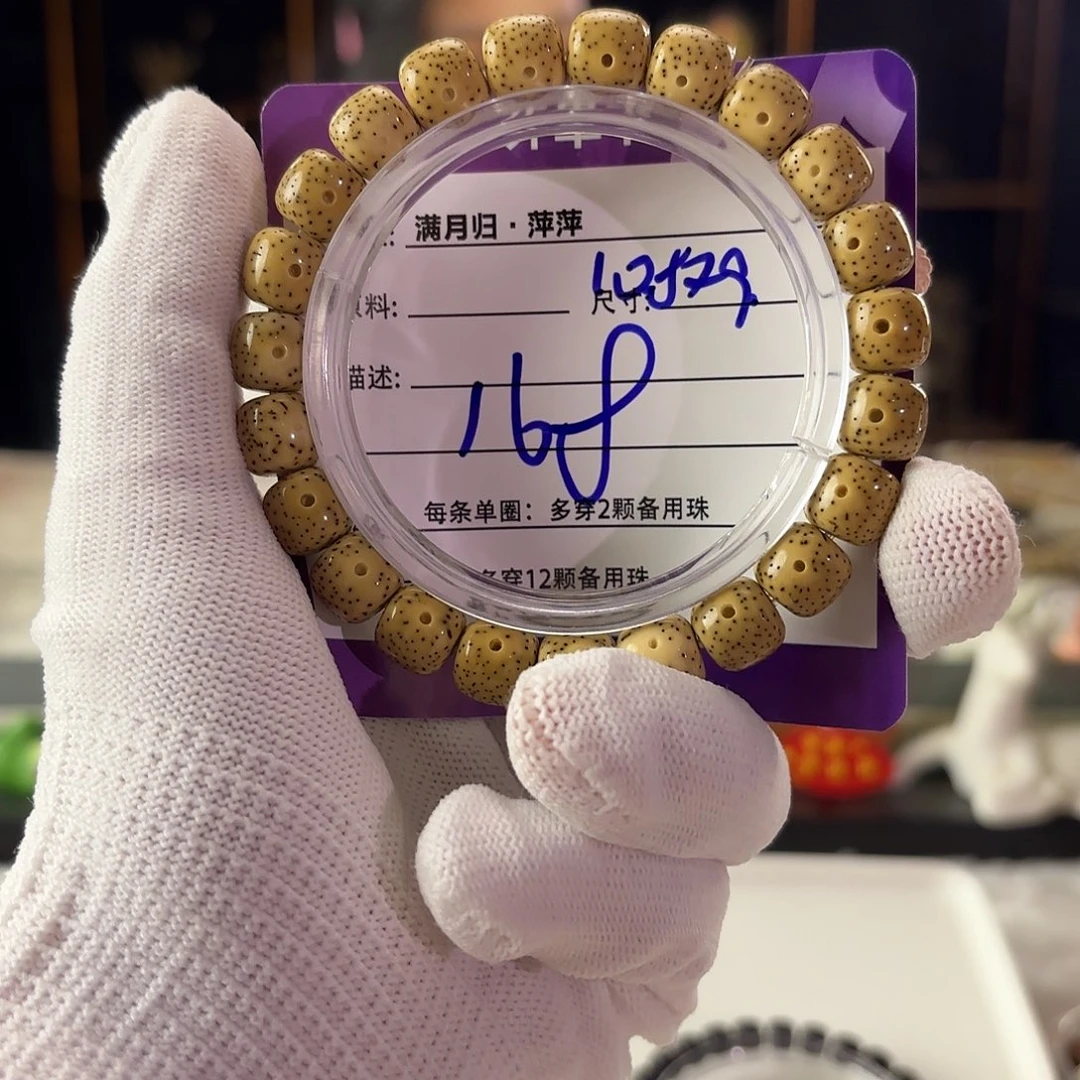 满月归·萍萍
料: 尺寸:
描述: 168
每条单圈：多穿2颗备用珠
多穿12颗备用珠